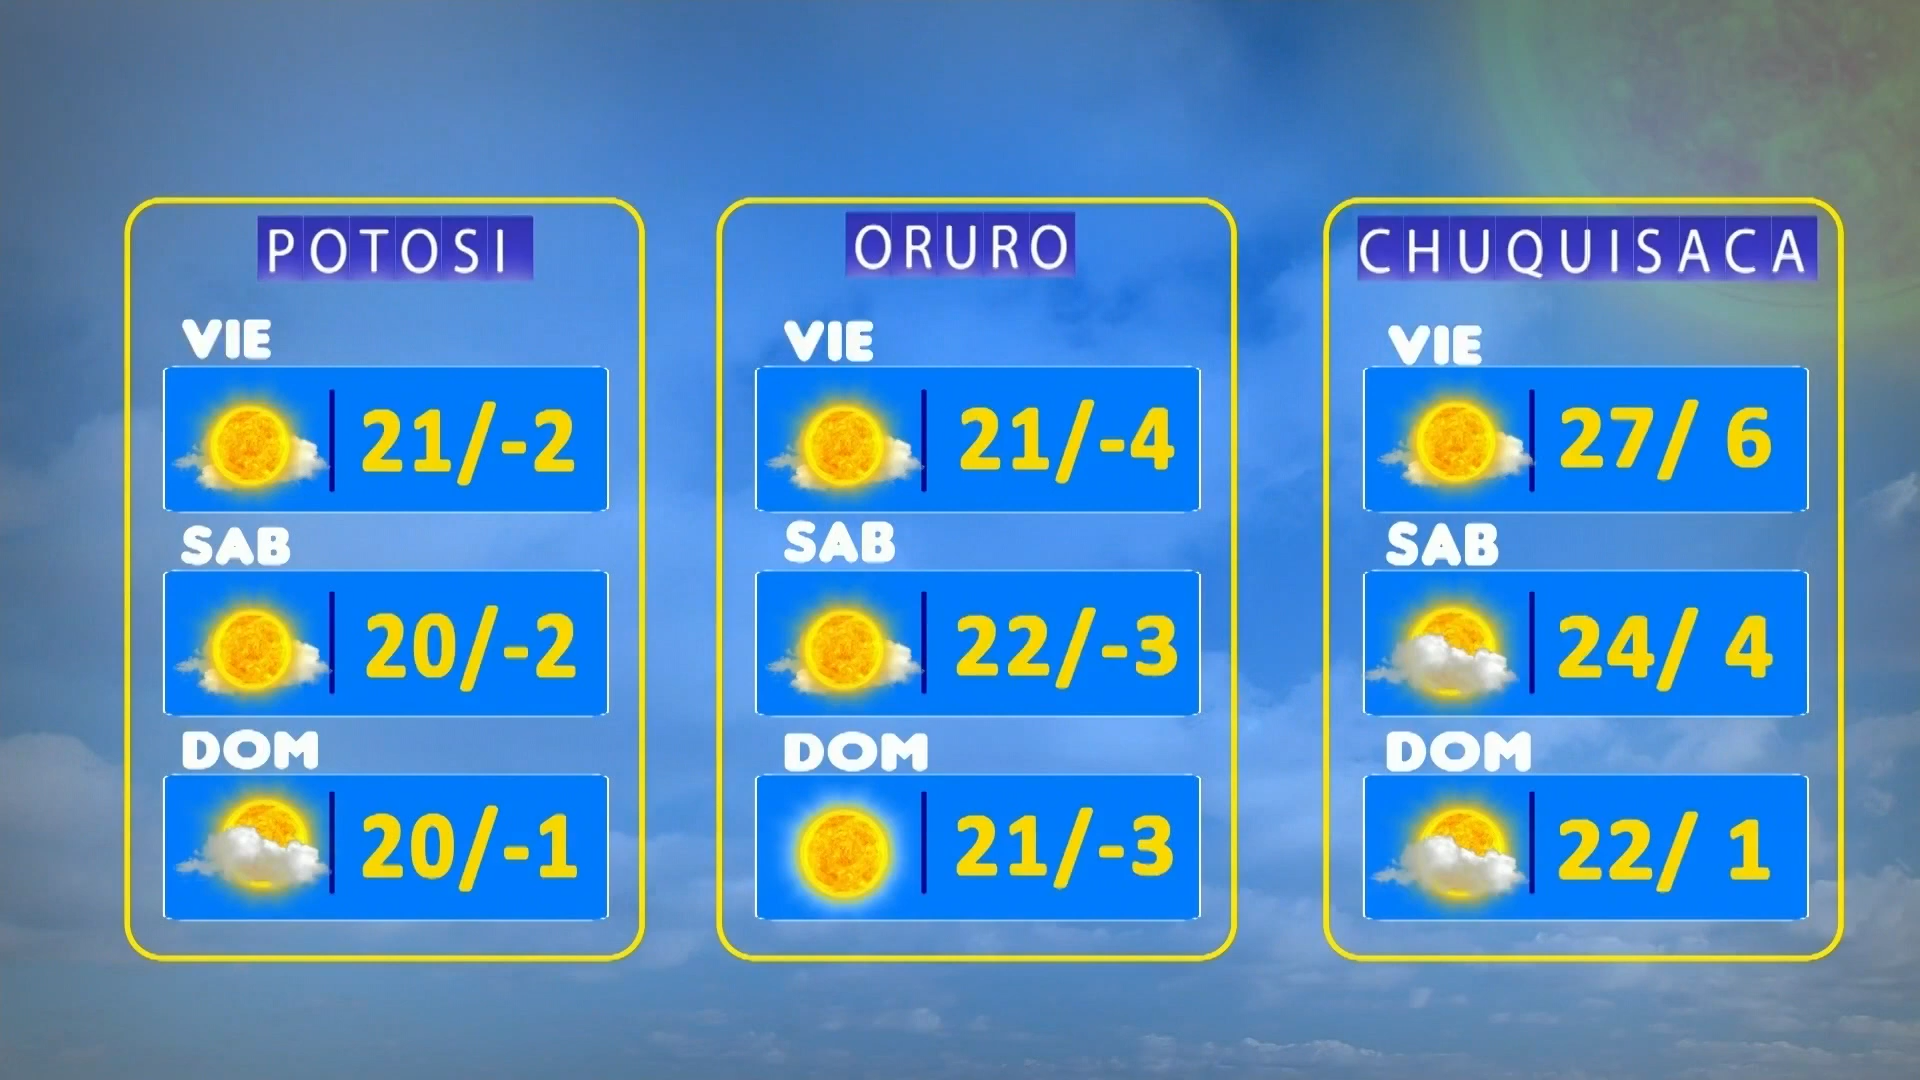 POTOSI
VIE
21/-2
SAB
20/-2
DOM
20/-1
ORURO
VIE
21/-4
SAB
22/-3
DOM
21/-3
CHUQUISACA
VIE
27/ 6
SAB
24/ 4
DOM
22/ 1